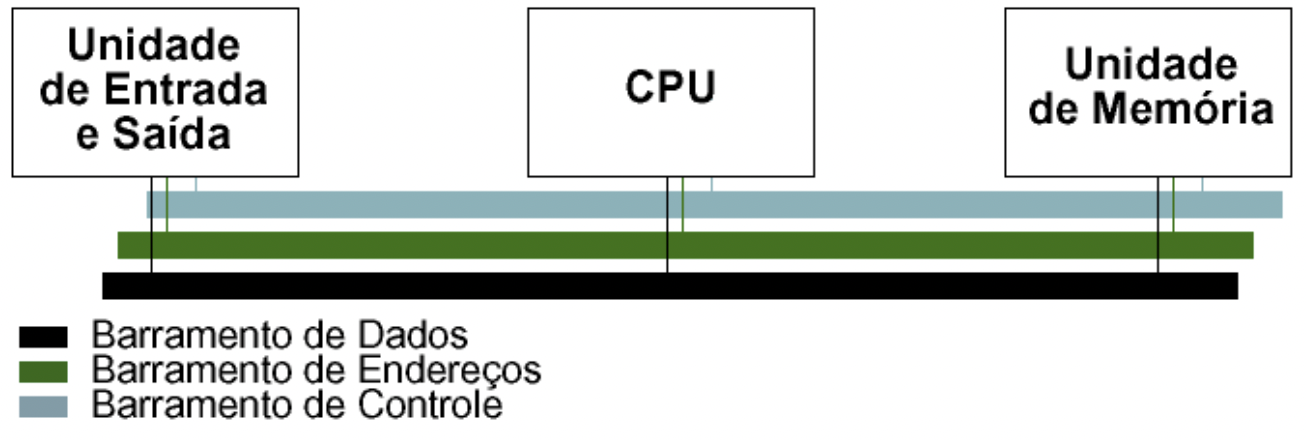 Unidade
de Entrada
e Saída
CPU
Unidade
de Memória
Barramento de Dados
Barramento de Endereços
Barramento de Controle